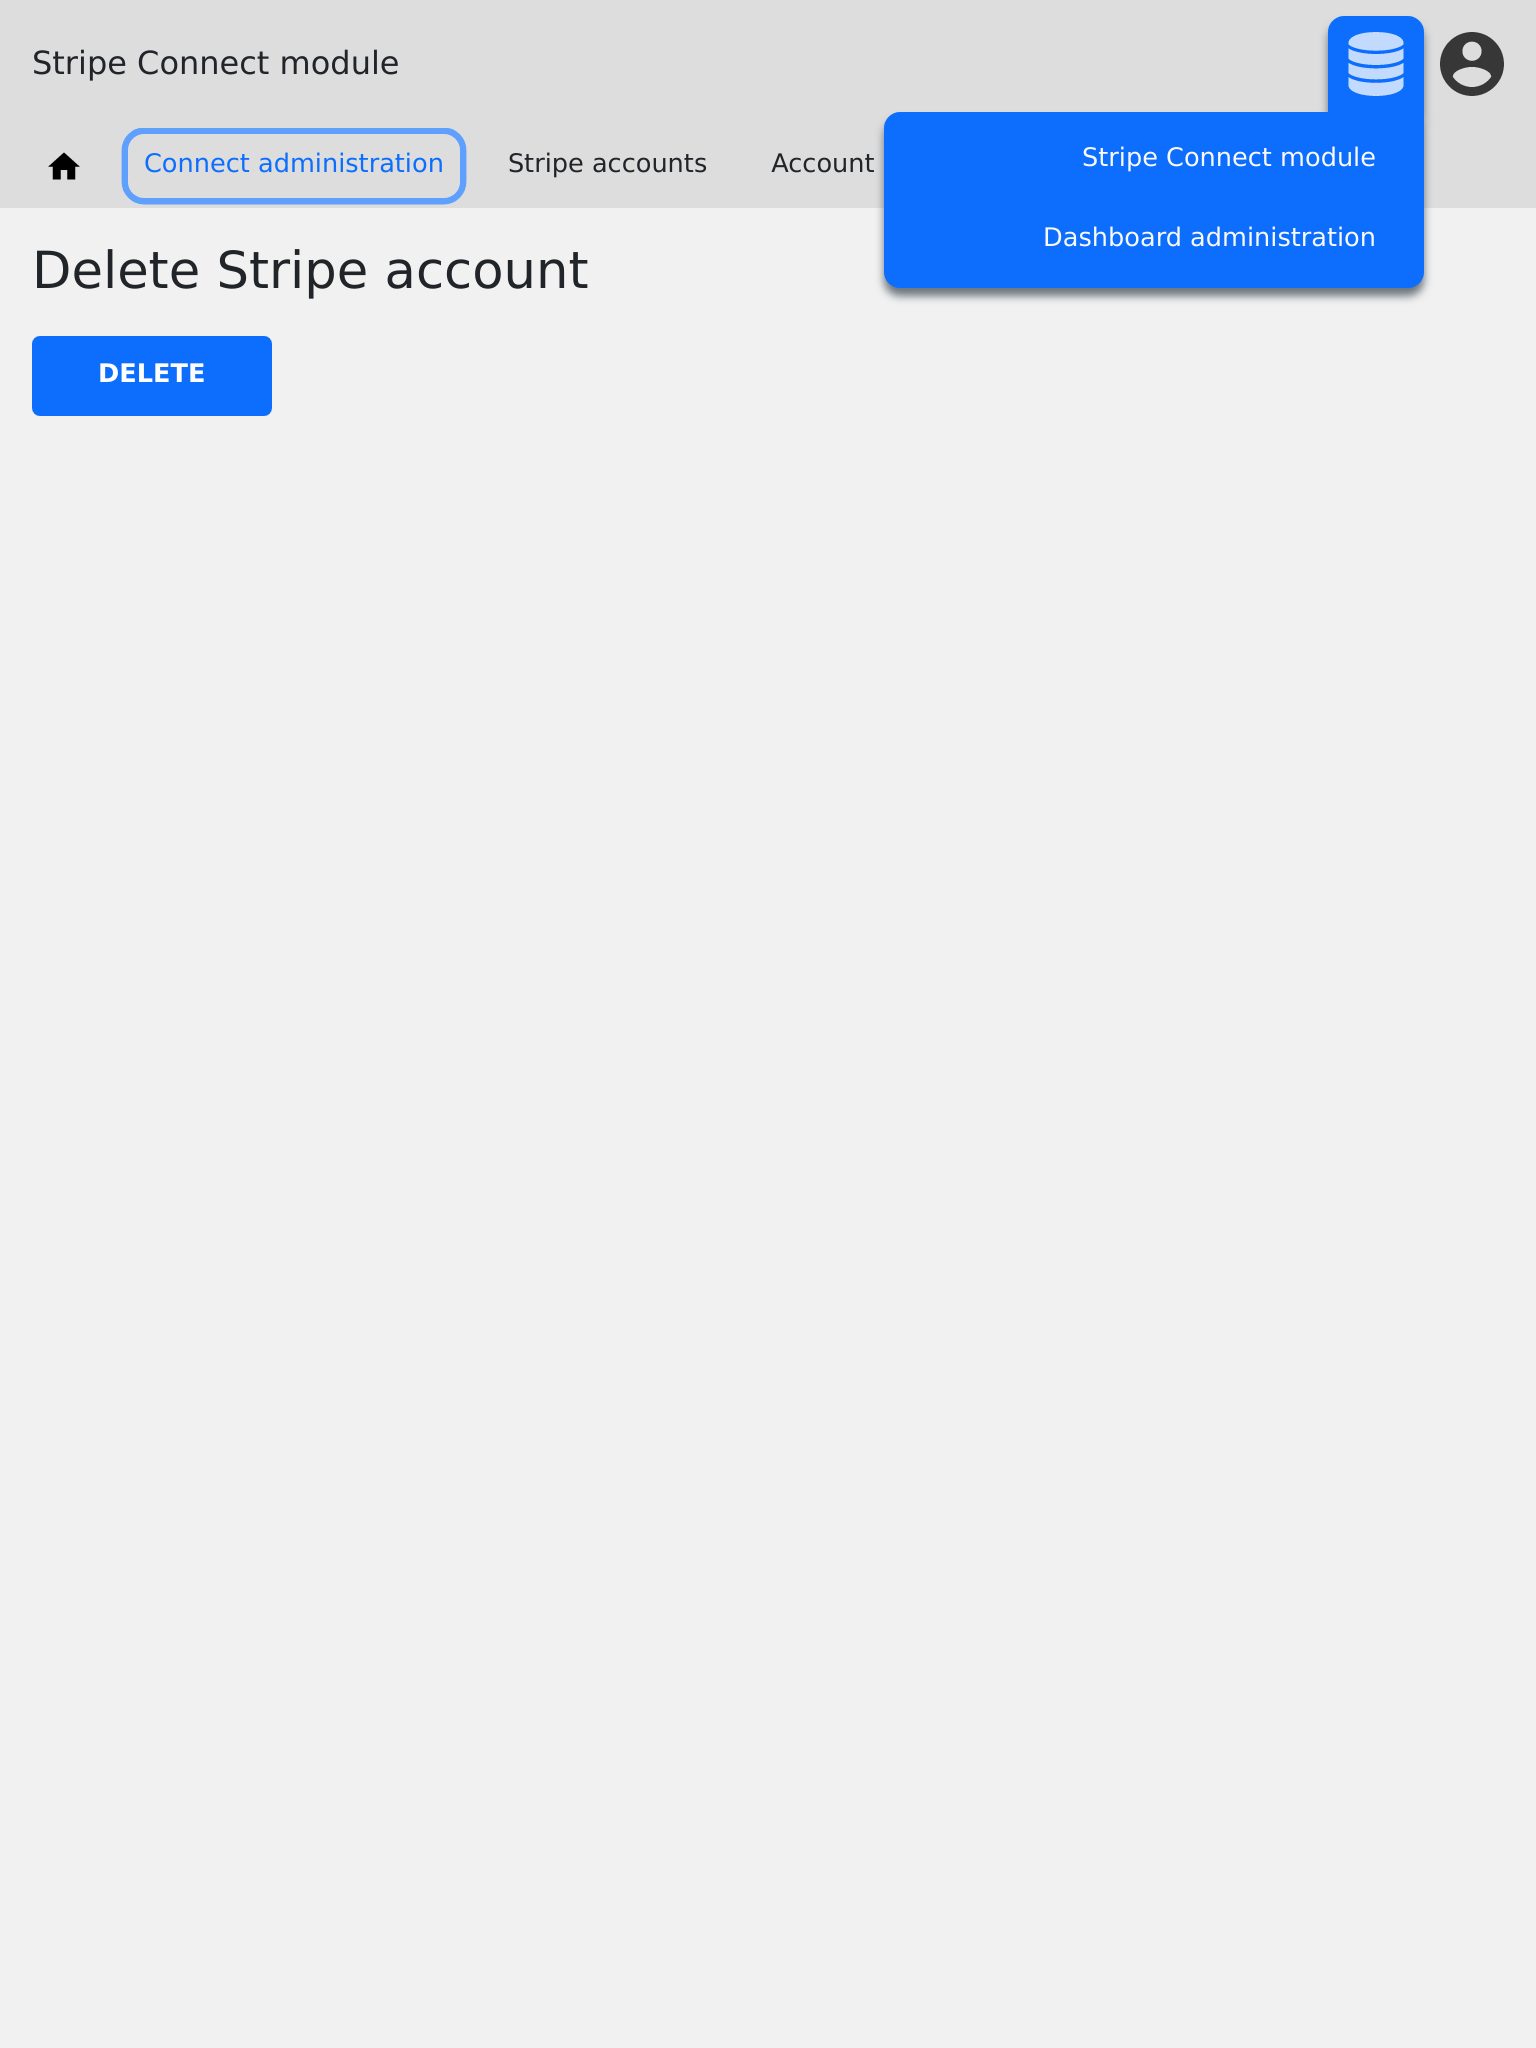 Stripe Connect module
Connect administration
Stripe accounts
Account
Stripe Connect module
Dashboard administration
Delete Stripe account
DELETE